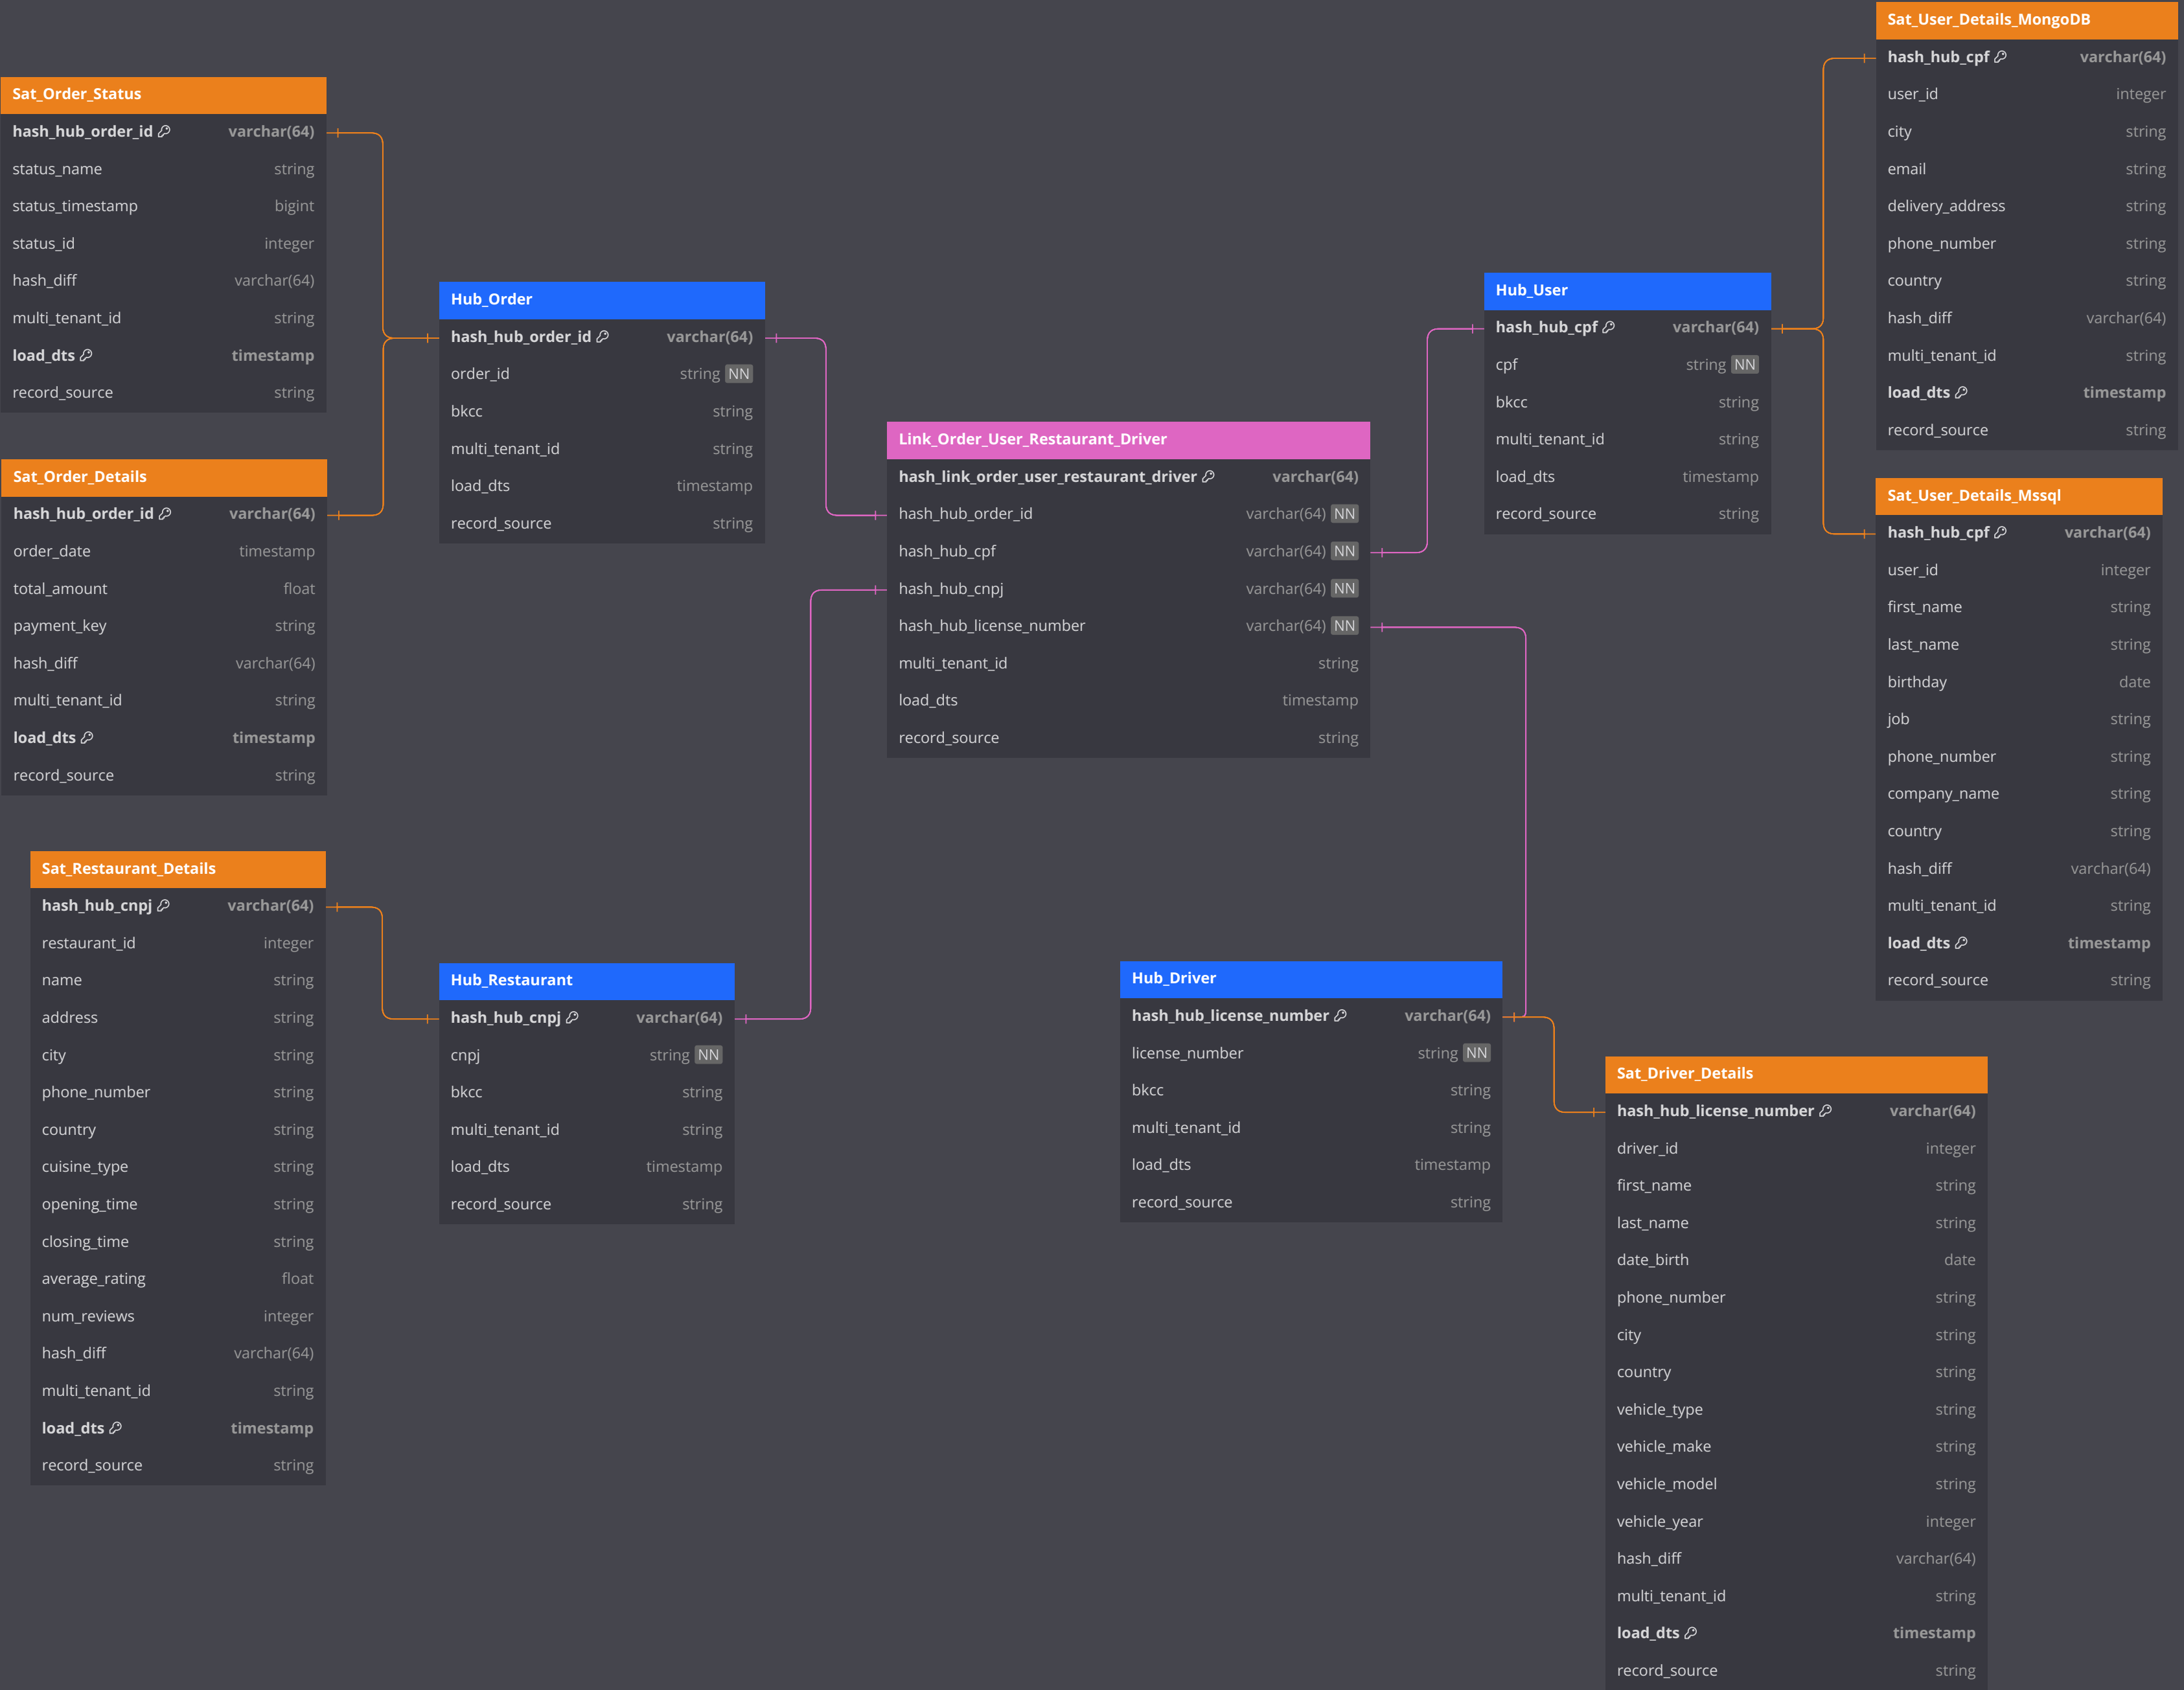 Sat_Order_Status
hash_hub_order_id varchar(64)
status_name string
status_timestamp bigint
status_id integer
hash_diff varchar(64)
multi_tenant_id string
load_dts timestamp
record_source string
Sat_Order_Details
hash_hub_order_id varchar(64)
order_date timestamp
total_amount float
payment_key string
hash_diff varchar(64)
multi_tenant_id string
load_dts timestamp
record_source string
Sat_Restaurant_Details
hash_hub_cnpj varchar(64)
restaurant_id integer
name string
address string
city string
phone_number string
country string
cuisine_type string
opening_time string
closing_time string
average_rating float
num_reviews integer
hash_diff varchar(64)
multi_tenant_id string
load_dts timestamp
record_source string
Hub_Order
hash_hub_order_id varchar(64)
order_id string NN
bkcc string
multi_tenant_id string
load_dts timestamp
record_source string
Hub_Restaurant
hash_hub_cnpj varchar(64)
cnpj string NN
bkcc string
multi_tenant_id string
load_dts timestamp
record_source string
Link_Order_User_Restaurant_Driver
hash_link_order_user_restaurant_driver varchar(64)
hash_hub_order_id varchar(64) NN
hash_hub_cpf varchar(64) NN
hash_hub_cnpj varchar(64) NN
hash_hub_license_number varchar(64) NN
multi_tenant_id string
load_dts timestamp
record_source string
Hub_Driver
hash_hub_license_number varchar(64)
license_number string NN
bkcc string
multi_tenant_id string
load_dts timestamp
record_source string
Hub_User
hash_hub_cpf varchar(64)
cpf string NN
bkcc string
multi_tenant_id string
load_dts timestamp
record_source string
Sat_User_Details_MongoDB
hash_hub_cpf varchar(64)
user_id integer
city string
email string
delivery_address string
phone_number string
country string
hash_diff varchar(64)
multi_tenant_id string
load_dts timestamp
record_source string
Sat_User_Details_Mssql
hash_hub_cpf varchar(64)
user_id integer
first_name string
last_name string
birthday date
job string
phone_number string
company_name string
country string
hash_diff varchar(64)
multi_tenant_id string
load_dts timestamp
record_source string
Sat_Driver_Details
hash_hub_license_number varchar(64)
driver_id integer
first_name string
last_name string
date_birth date
phone_number string
city string
country string
vehicle_type string
vehicle_make string
vehicle_model string
vehicle_year integer
hash_diff varchar(64)
multi_tenant_id string
load_dts timestamp
record_source string